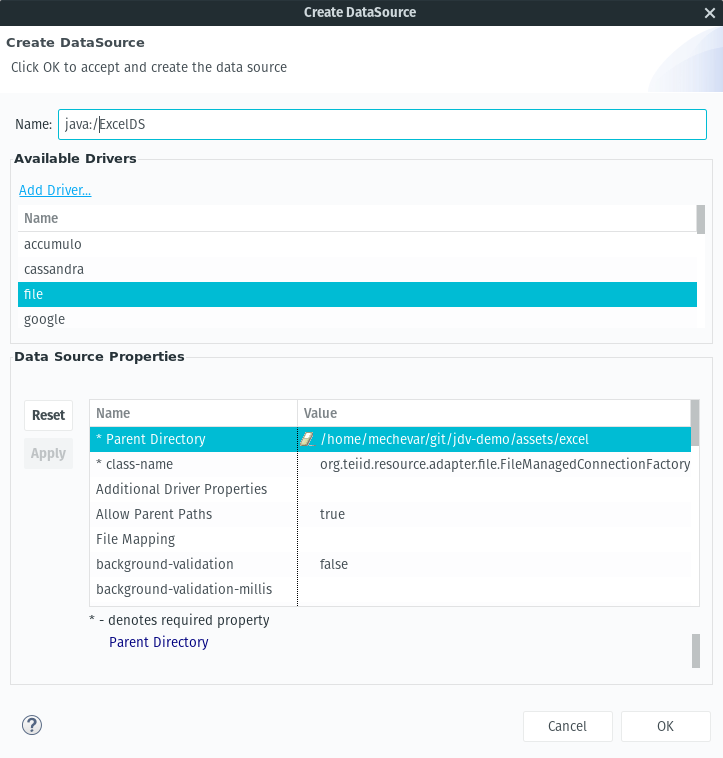 Create DataSource
Create DataSource
Click OK to accept and create the data source
Name: java:/ExcelDS
Available Drivers
Add Driver...
Name
accumulo
cassandra
file
google
Data Source Properties
Reset
Apply
Name Value
* Parent Directory /home/mechevar/git/jdv-demo/assets/excel
* class-name org.teiid.resource.adapter.file.FileManagedConnectionFactory
Additional Driver Properties
Allow Parent Paths true
File Mapping
background-validation false
background-validation-millis
* - denotes required property
Parent Directory
? Cancel OK